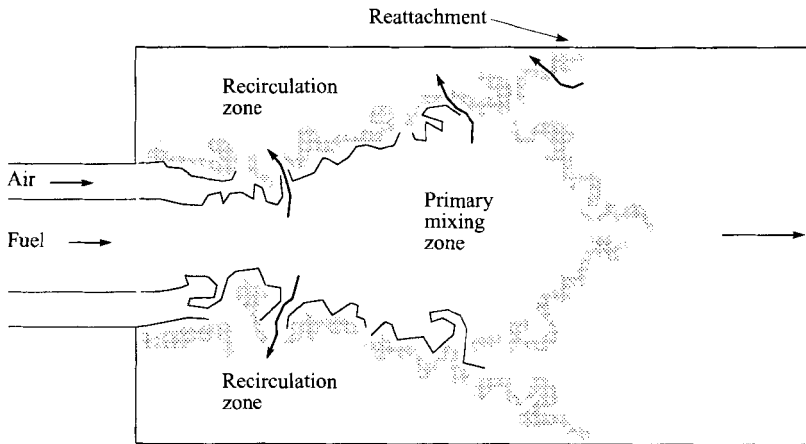 Reattachment
Recirculation
zone
Air
Primary
mixing
zone
Fuel
Recirculation
zone